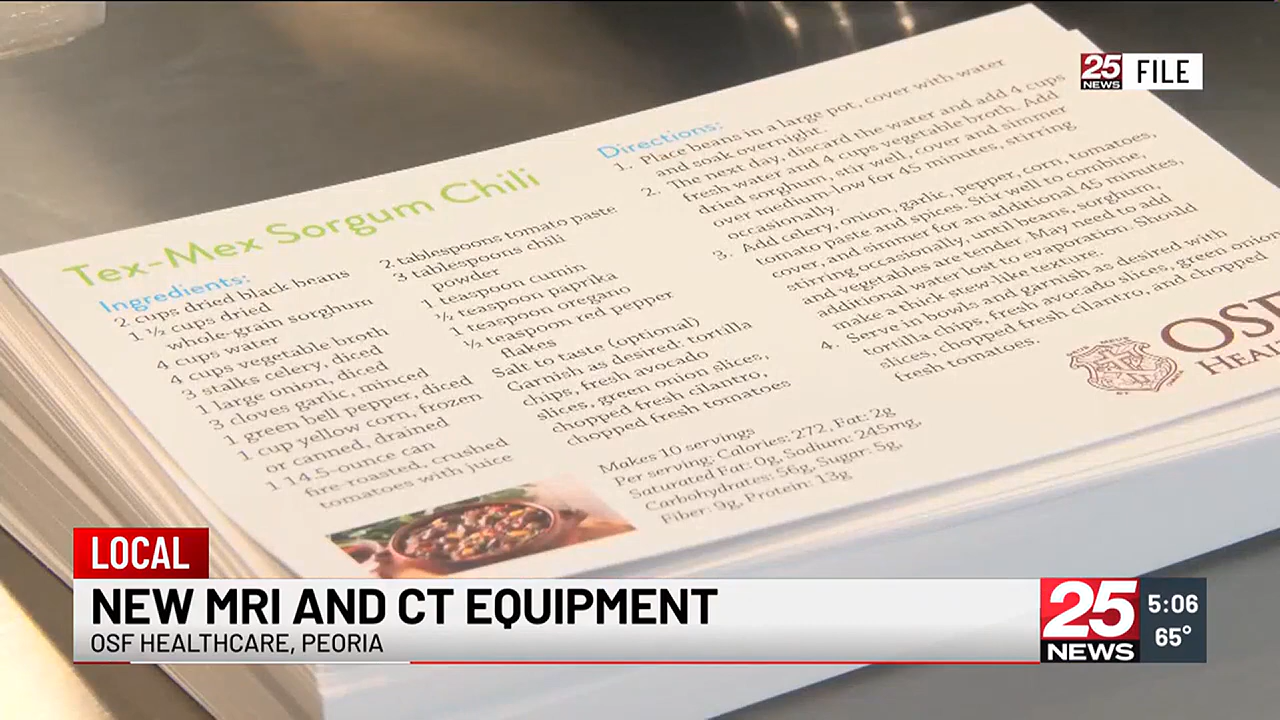 25
NEWS
FILE
Tex-Mex Sorgum Chili
Ingredients:
2 cups dried black beans
1 ½ cups dried
whole-grain sorghum
4 cups water
4 cups vegetable broth
3 stalks celery, diced
1 large onion, diced
3 cloves garlic, minced
1 green bell pepper, diced
1 cup yellow corn, frozen
or canned, drained
1 14.5-ounce can
fire-roasted, crushed
tomatoes with juice
2 tablespoons tomato paste
3 tablespoons chili
powder
1 teaspoon cumin
½ teaspoon paprika
1 teaspoon oregano
½ teaspoon red pepper
flakes
Salt to taste (optional)
Garnish as desired: tortilla
chips, fresh avocado
slices, green onion slices,
chopped fresh cilantro,
chopped fresh tomatoes
Makes 10 servings
Per serving: Calories: 272, Fat: 2g
Saturated Fat: 0g, Sodium: 245mg,
Carbohydrates: 56g, Sugar: 5g,
Fiber: 9g, Protein: 13g
Directions:
1. Place beans in a large pot, cover with water
and soak overnight.
2. The next day, discard the water and add 4 cups
fresh water and 4 cups vegetable broth. Add
dried sorghum, stir well, cover and simmer
over medium-low for 45 minutes, stirring
occasionally.
3. Add celery, onion, garlic, pepper, corn, tomatoes,
tomato paste and spices. Stir well to combine,
cover, and simmer for an additional 45 minutes,
stirring occasionally, until beans, sorghum,
and vegetables are tender. May need to add
additional water lost to evaporation. Should
make a thick stew like texture.
4. Serve in bowls and garnish as desired with
tortilla chips, fresh avocado slices, green onion
slices, chopped fresh cilantro, and chopped
fresh tomatoes.
OSF
HEAL
LOCAL
NEW MRI AND CT EQUIPMENT
OSF HEALTHCARE, PEORIA
25
NEWS
5:06
65°